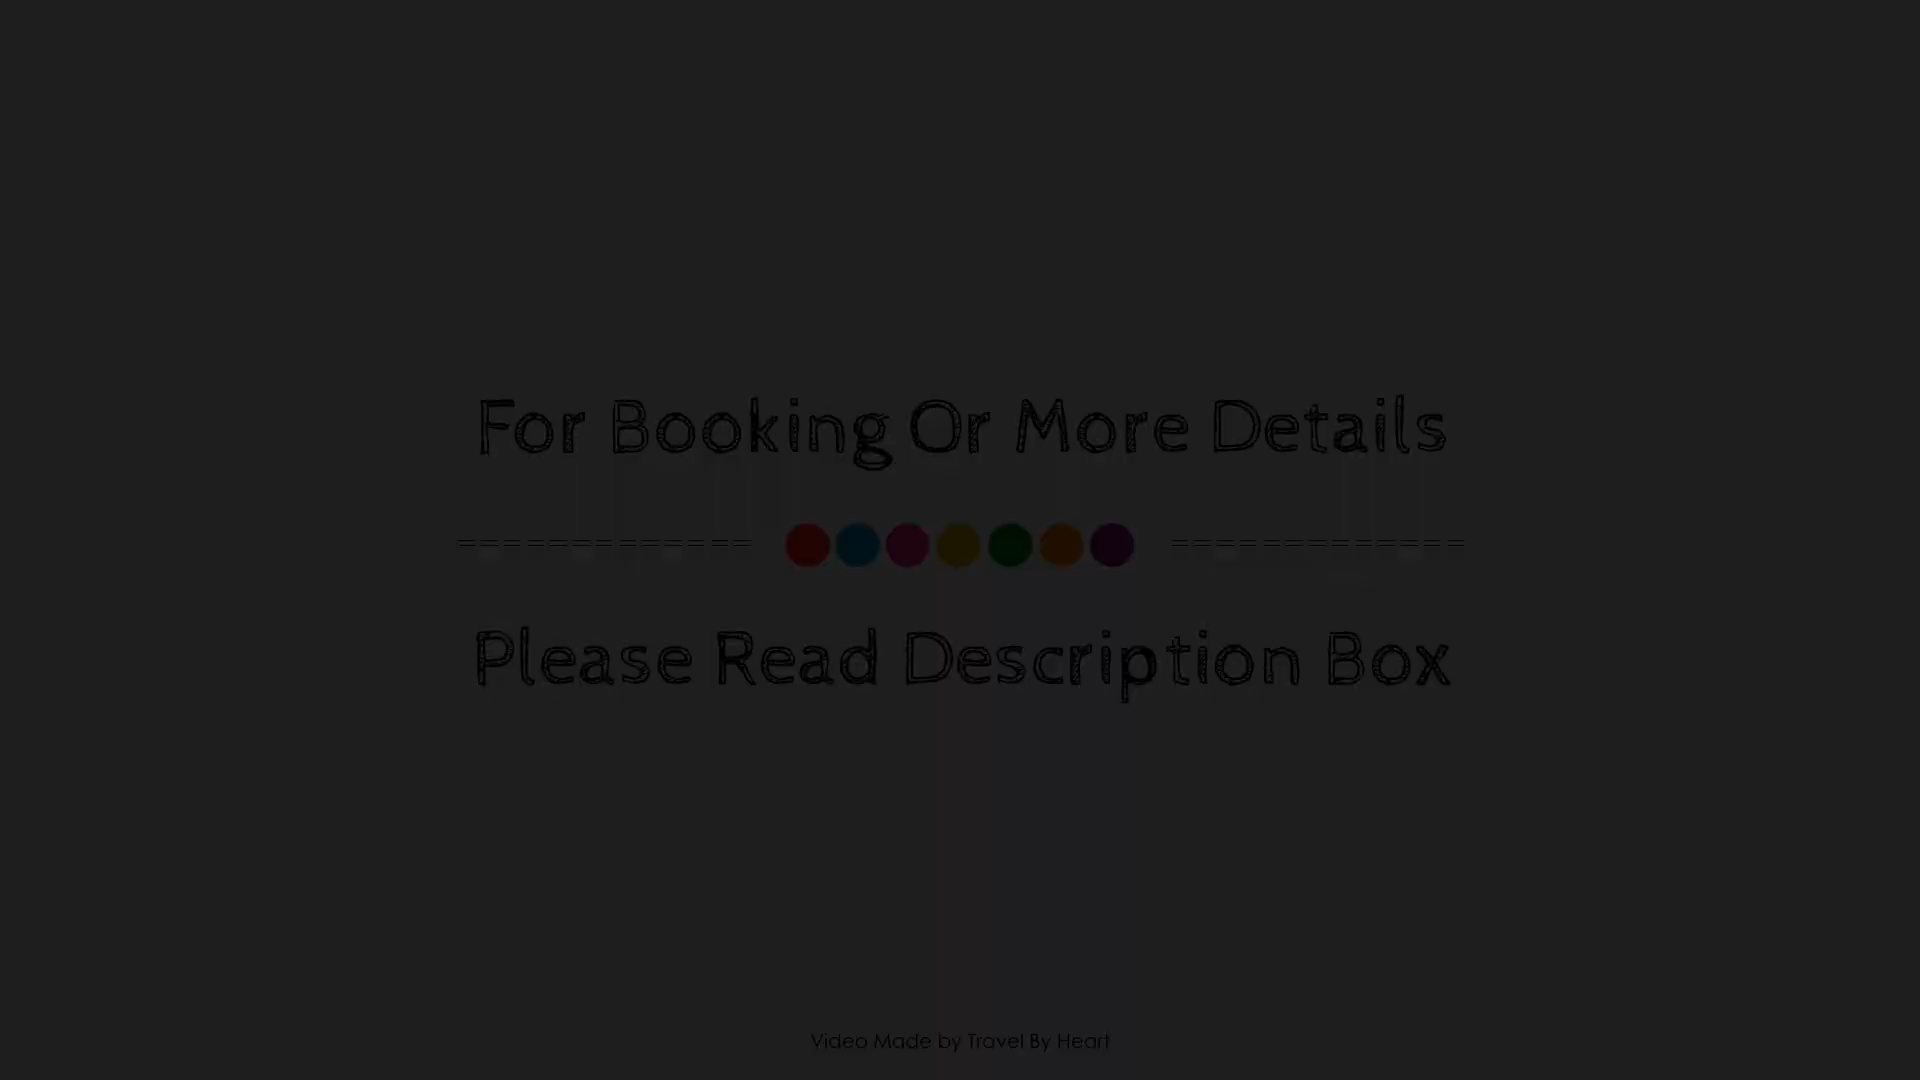 For Booking Or More Details
============= =============
Please Read Description Box
Video Made by Travel By Heart